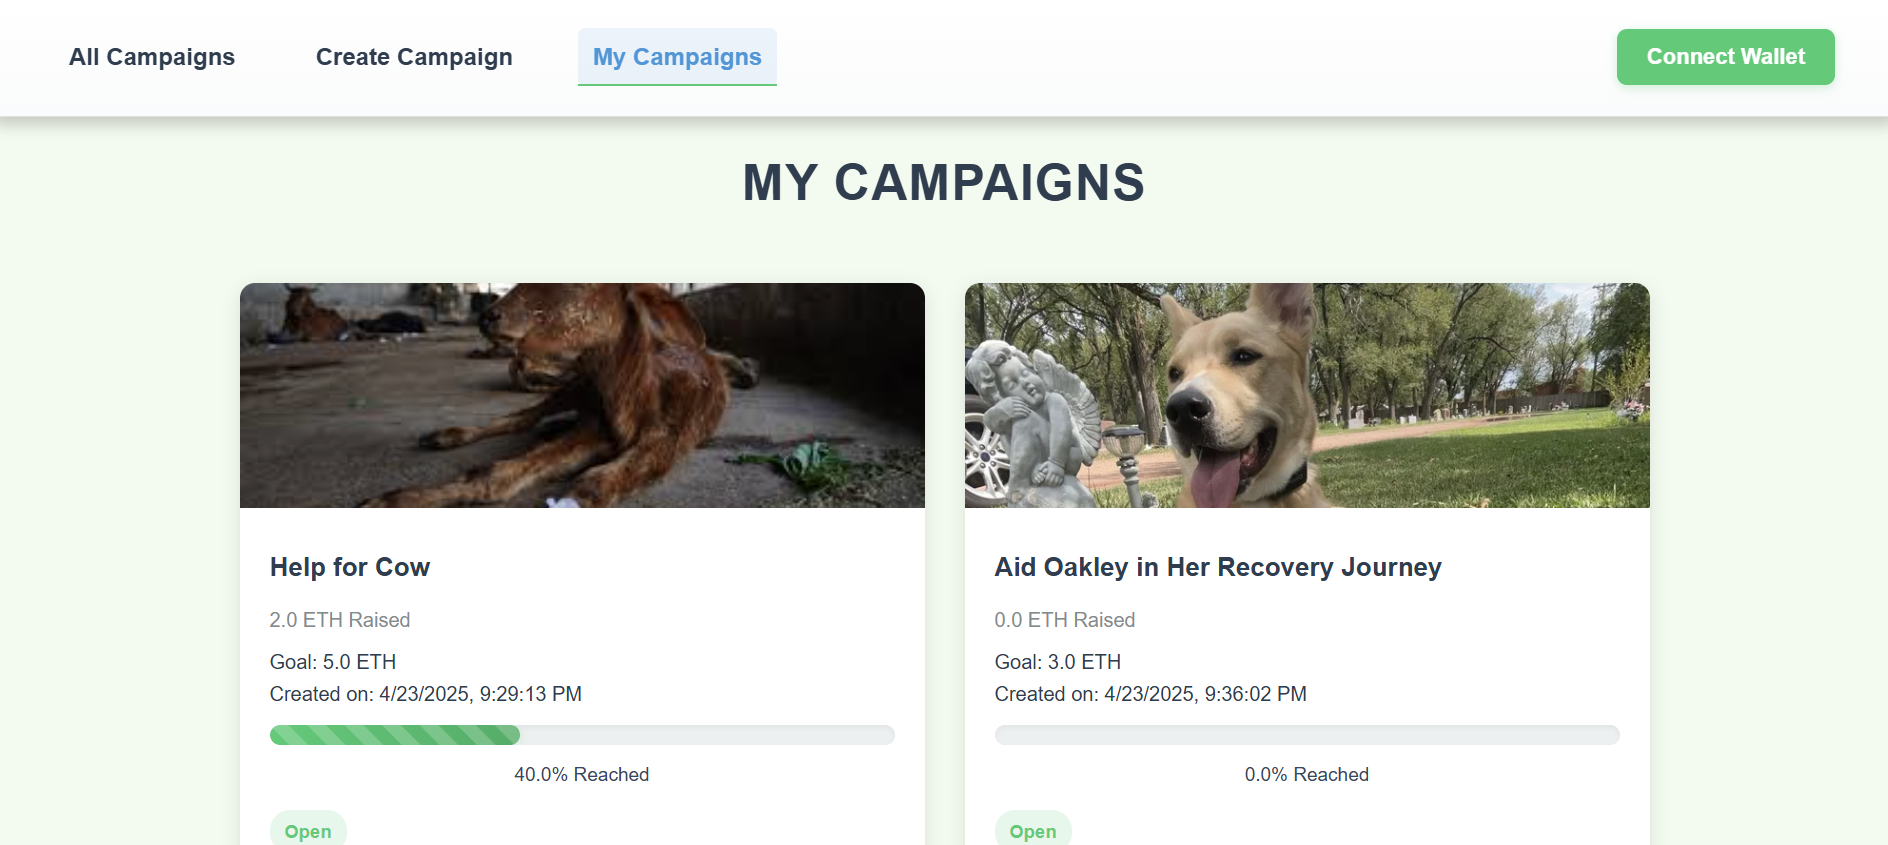 All Campaigns
Create Campaign
My Campaigns
Connect Wallet
MY CAMPAIGNS
Help for Cow
2.0 ETH Raised
Goal: 5.0 ETH
Created on: 4/23/2025, 9:29:13 PM
40.0% Reached
Open
Aid Oakley in Her Recovery Journey
0.0 ETH Raised
Goal: 3.0 ETH
Created on: 4/23/2025, 9:36:02 PM
0.0% Reached
Open